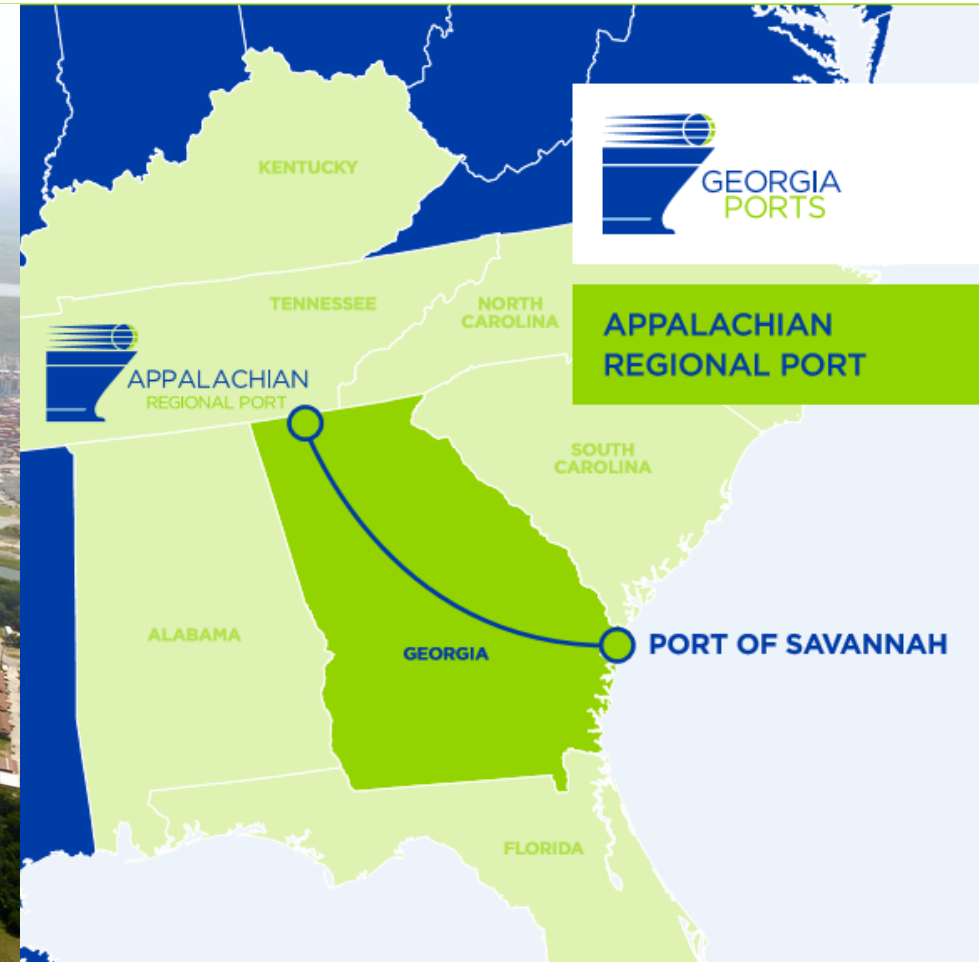 KENTUCKY
GEORGIA
PORTS
TENNESSEE
NORTH
CAROLINA
APPALACHIAN
REGIONAL PORT
APPALACHIAN
REGIONAL PORT
SOUTH
CAROLINA
ALABAMA
GEORGIA
PORT OF SAVANNAH
FLORIDA